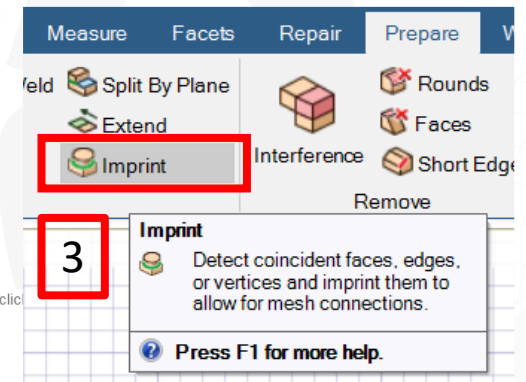 Measure Facets Repair Prepare
Split By Plane
Extend
Imprint
Interference
Rounds
Faces
Short Edge
Remove
3
Imprint
Detect coincident faces, edges,
or vertices and imprint them to
allow for mesh connections.
Press F1 for more help.